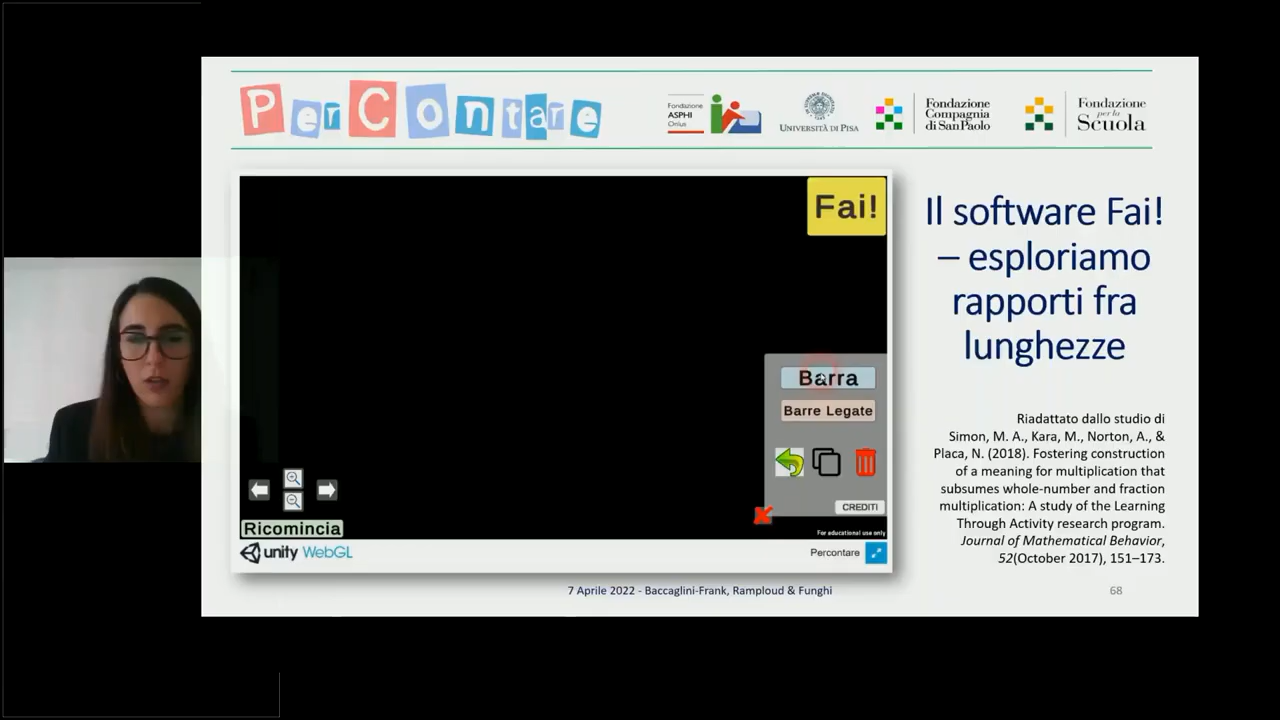 PerContare
Fondazione
ASPHI
Onlus
UNIVERSITÀ DI PISA
Fondazione
Compagnia
di San Paolo
Fondazione
per la
Scuola
Fai!
Barra
Barre Legate
CREDITI
For educational use only
Ricomincia
unity WebGL
Percontare
Il software Fai!
– esploriamo
rapporti fra
lunghezze
Riadattato dallo studio di
Simon, M. A., Kara, M., Norton, A., &
Placa, N. (2018). Fostering construction
of a meaning for multiplication that
subsumes whole-number and fraction
multiplication: A study of the Learning
Through Activity research program.
Journal of Mathematical Behavior,
52(October 2017), 151–173.
7 Aprile 2022 - Baccaglini-Frank, Ramploud & Funghi
68